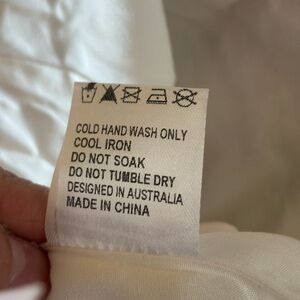 COLD HAND WASH ONLY
COOL IRON
DO NOT SOAK
DO NOT TUMBLE DRY
DESIGNED IN AUSTRALIA
MADE IN CHINA